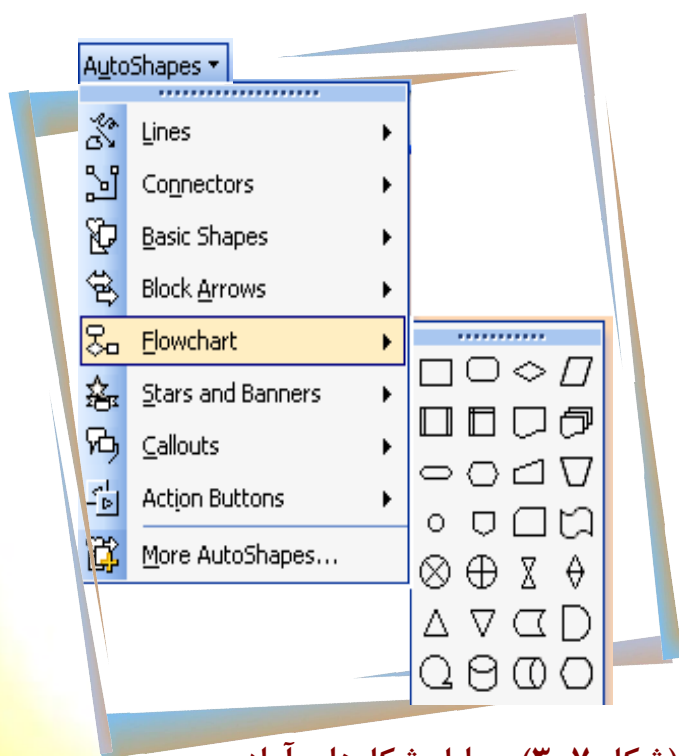 AutoShapes
Lines
Connectors
Basic Shapes
Block Arrows
Flowchart
Stars and Banners
Callouts
Action Buttons
More AutoShapes...